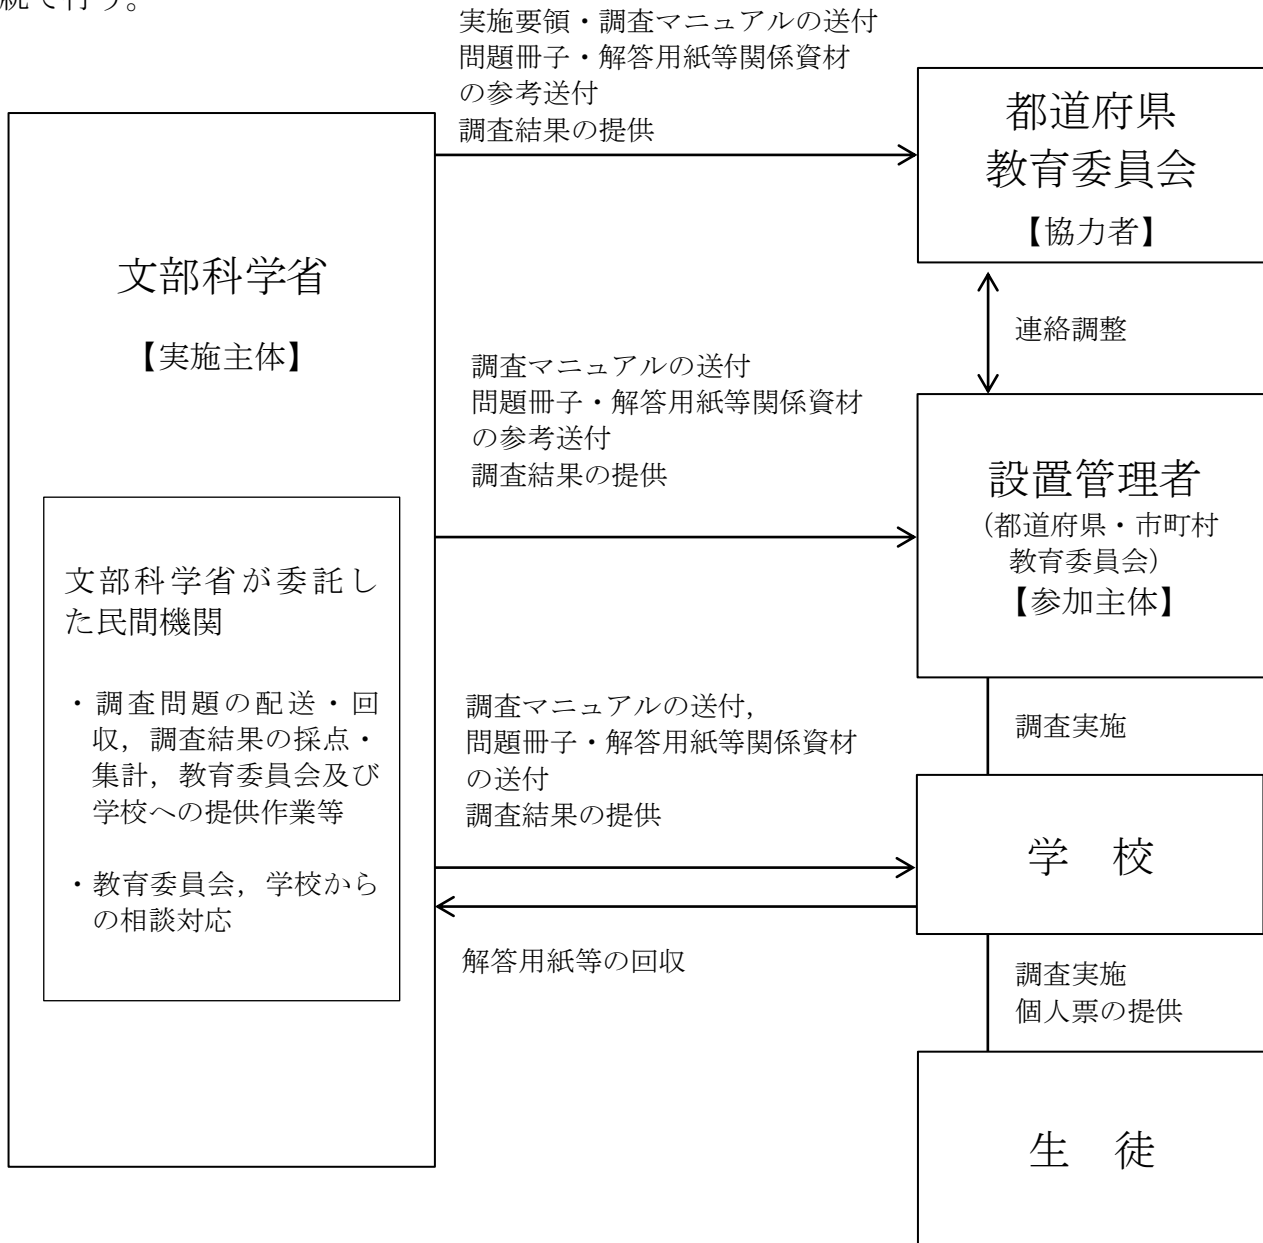 統で行う。
実施要領・調査マニュアルの送付
問題冊子・解答用紙等関係資材
の参考送付
調査結果の提供
都道府県
教育委員会
【協力者】
文部科学省
【実施主体】
連絡調整
調査マニュアルの送付
問題冊子・解答用紙等関係資材
の参考送付
調査結果の提供
設置管理者
（都道府県・市町村
教育委員会）
【参加主体】
文部科学省が委託し
た民間機関
・調査問題の配送・回
収，調査結果の採点・
集計，教育委員会及び
学校への提供作業等
・教育委員会，学校から
の相談対応
調査マニュアルの送付，
問題冊子・解答用紙等関係資材
の送付
調査結果の提供
調査実施
学　校
解答用紙等の回収
調査実施
個人票の提供
生　徒